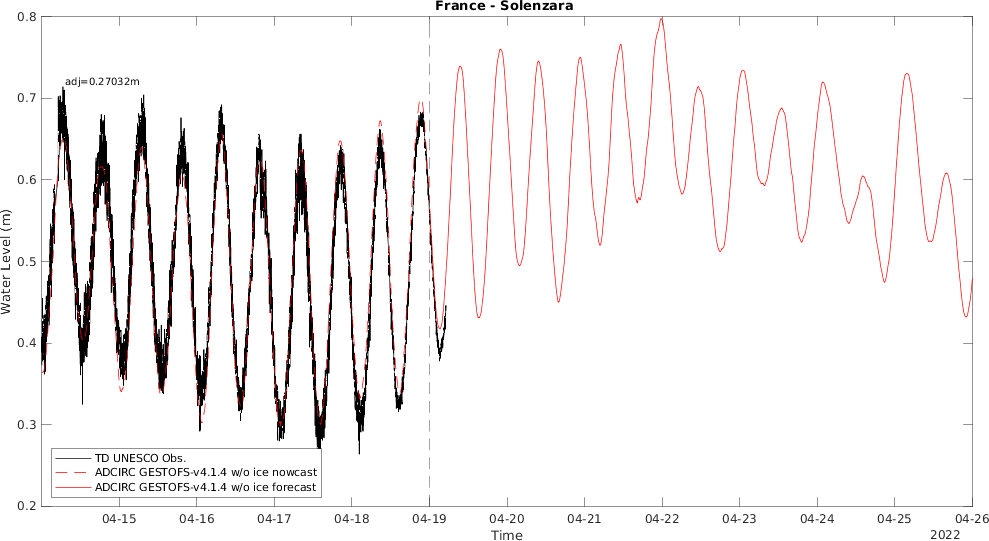 France - Solenzara
adj=0.27032m
0.8
0.7
0.6
0.5
0.4
0.3
0.2
Water Level (m)
TD UNESCO Obs.
ADCIRC GESTOFS-v4.1.4 w/o ice nowcast
ADCIRC GESTOFS-v4.1.4 w/o ice forecast
04-15 04-16 04-17 04-18 04-19 04-20 04-21 04-22 04-23 04-24 04-25 04-26
Time
2022